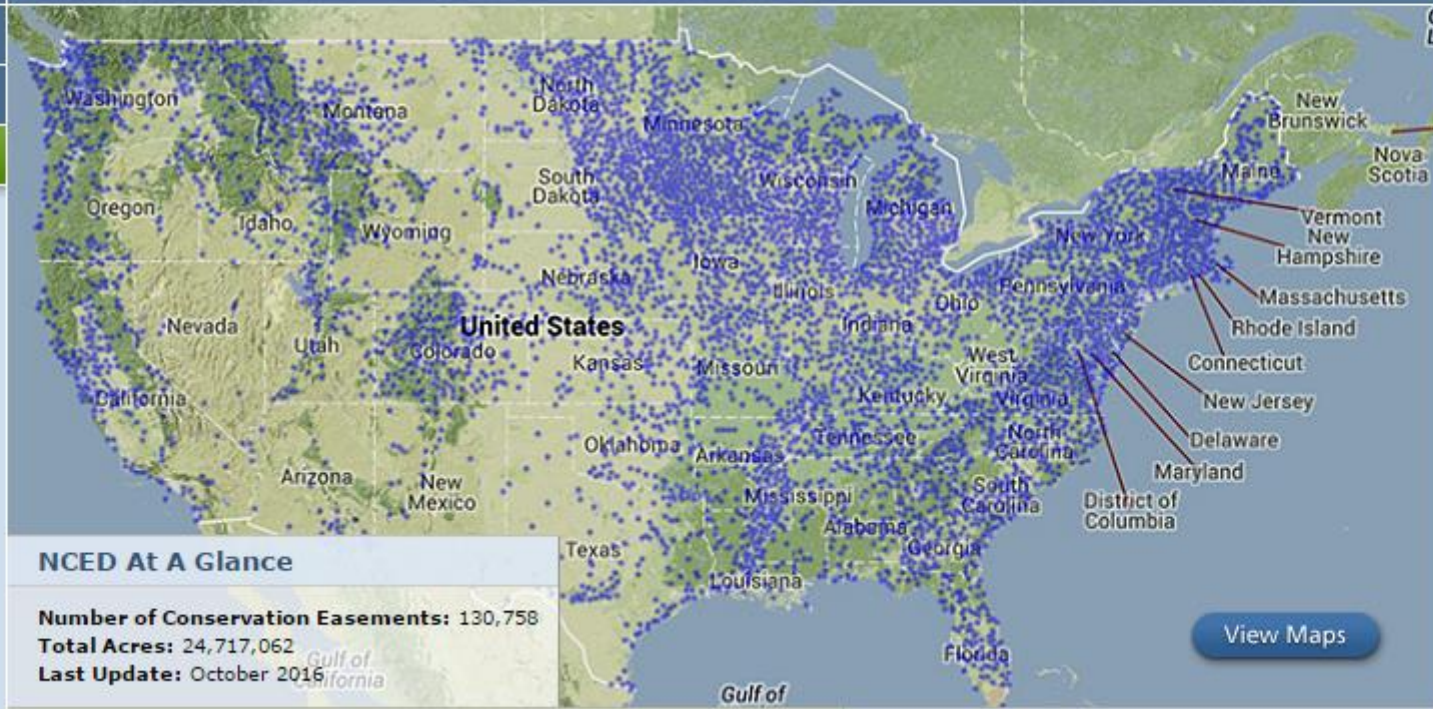 New
Brunswick
Nova
Scotia
Maine
Washington
Montana
North
Dakota
Minnesota
Oregon
Idaho
Wyoming
South
Dakota
Wisconsin
Michigan
Vermont
New
Hampshire
New York
Massachusetts
Rhode Island
Connecticut
New Jersey
Delaware
Maryland
District of
Columbia
Nebraska
Iowa
Illinois
Indiana
Ohio
Pennsylvania
Nevada
Utah
Colorado
United States
Kansas
Missouri
West
Virginia
Virginia
Kentucky
California
Arizona
New
Mexico
Oklahoma
Arkansas
Tennessee
North
Carolina
South
Carolina
Mississippi
Alabama
Georgia
Texas
Louisiana
Florida
Gulf of
NCED At A Glance
Number of Conservation Easements: 130,758
Total Acres: 24,717,062
Last Update: October 2016
Gulf of
California
View Maps